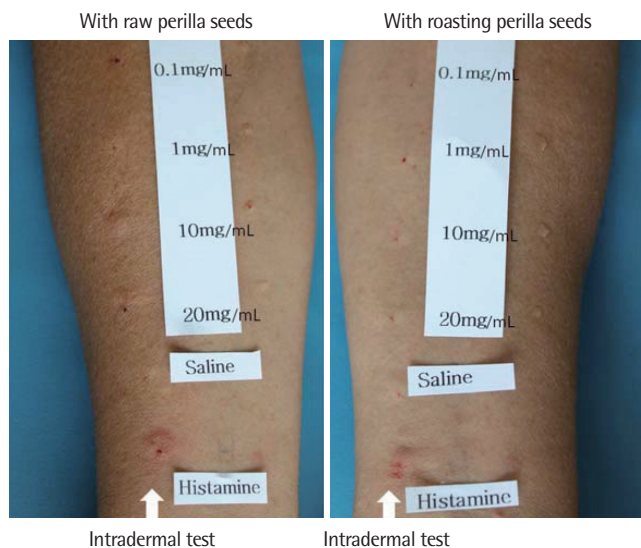 With raw perilla seeds
With roasting perilla seeds
0.1mg/mL
1mg/mL
10mg/mL
20mg/mL
Saline
Histamine
0.1mg/mL
1mg/mL
10mg/mL
20mg/mL
Saline
Histamine
Intradermal test
Intradermal test